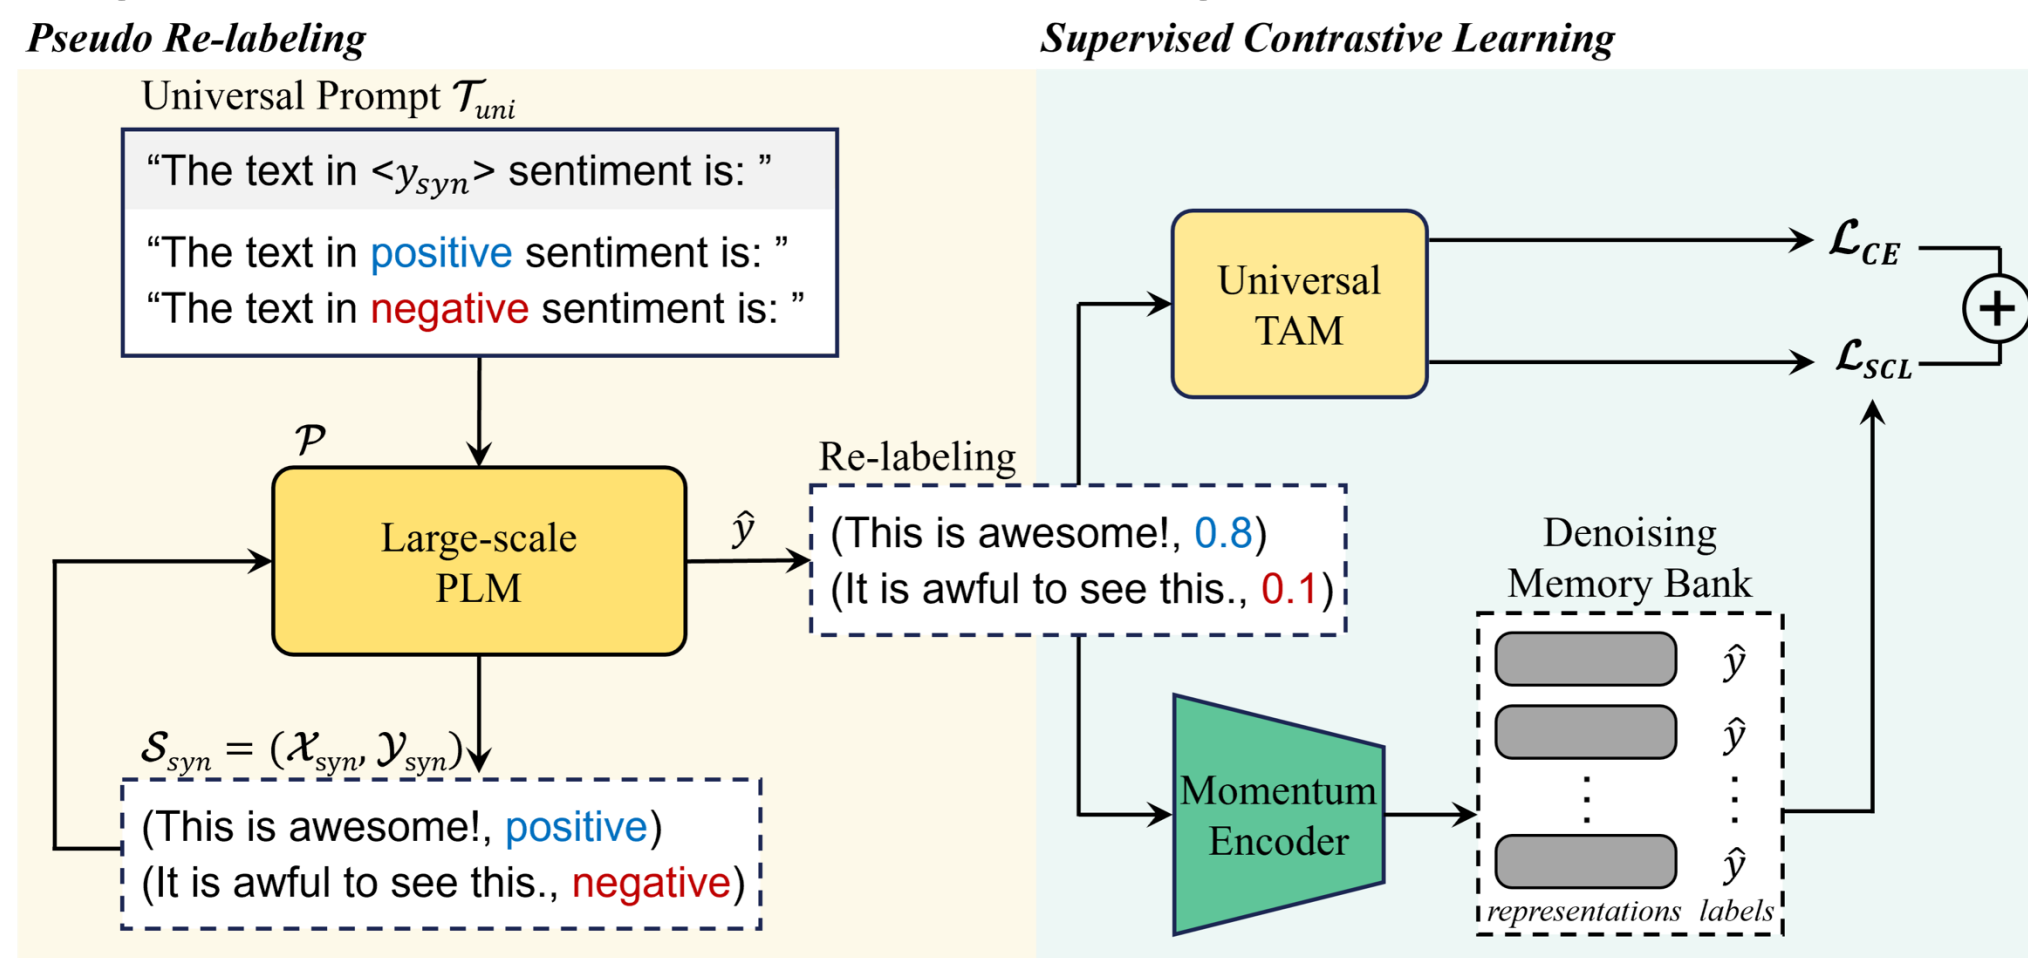 Pseudo Re-labeling
Universal Prompt 𝒯uni
“The text in <ysyn> sentiment is: ”
“The text in positive sentiment is: ”
“The text in negative sentiment is: ”
𝒫
Large-scale
PLM
ŷ
𝒮syn = (𝒳syn, 𝒴syn)
(This is awesome!, positive)
(It is awful to see this., negative)
Re-labeling
(This is awesome!, 0.8)
(It is awful to see this., 0.1)
Supervised Contrastive Learning
Universal
TAM
ℒCE
+
ℒSCL
Momentum
Encoder
Denoising
Memory Bank
ŷ
ŷ
⋮ ⋮
ŷ
representations labels